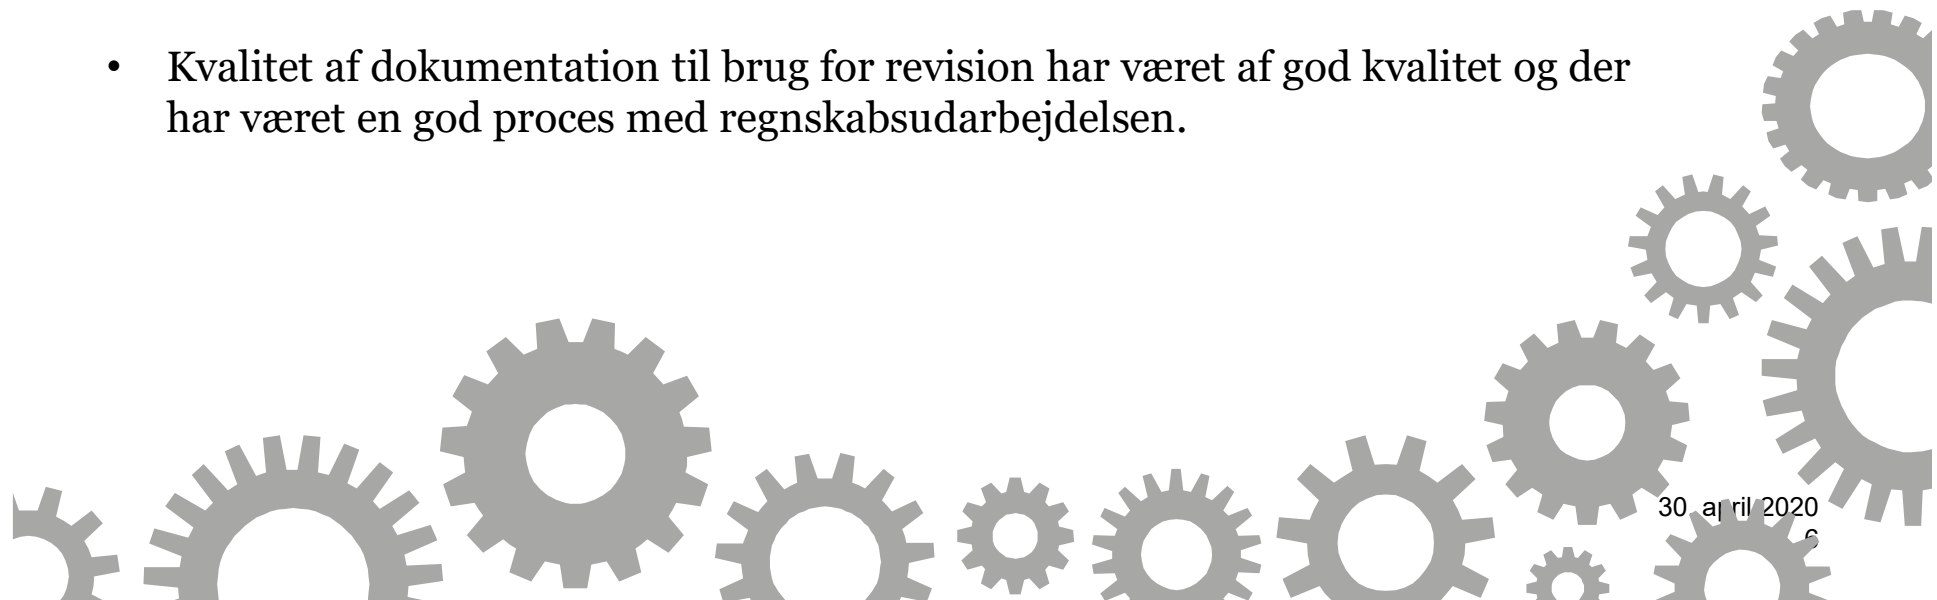 • Kvalitet af dokumentation til brug for revision har været af god kvalitet og der
har været en god proces med regnskabsudarbejdelsen.
30. april 2020
6